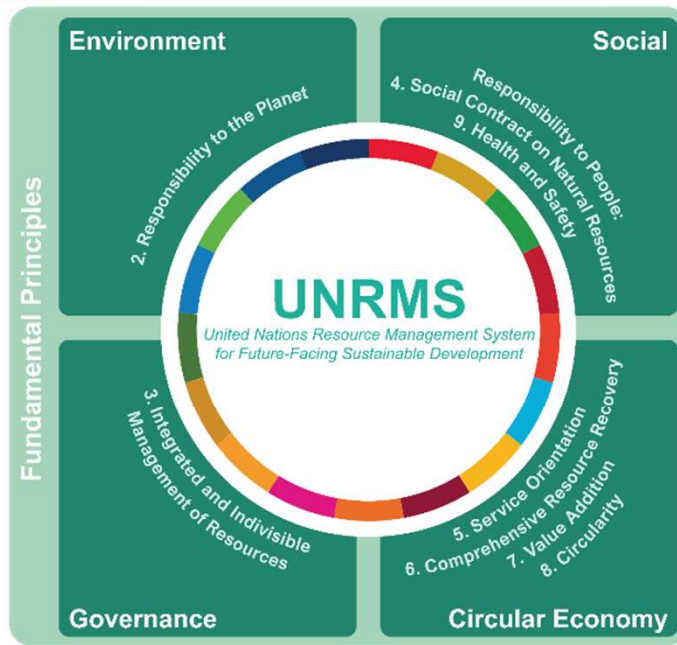 Fundamental Principles
Environment
2. Responsibility to the Planet
Social
Responsibility to People:
4. Social Contract on Natural Resources
9. Health and Safety
UNRMS
United Nations Resource Management System
for Future-Facing Sustainable Development
3. Integrated and Indivisible
Management of Resources
Governance
5. Service Orientation
6. Comprehensive Resource Recovery
7. Value Addition
8. Circularity
Circular Economy